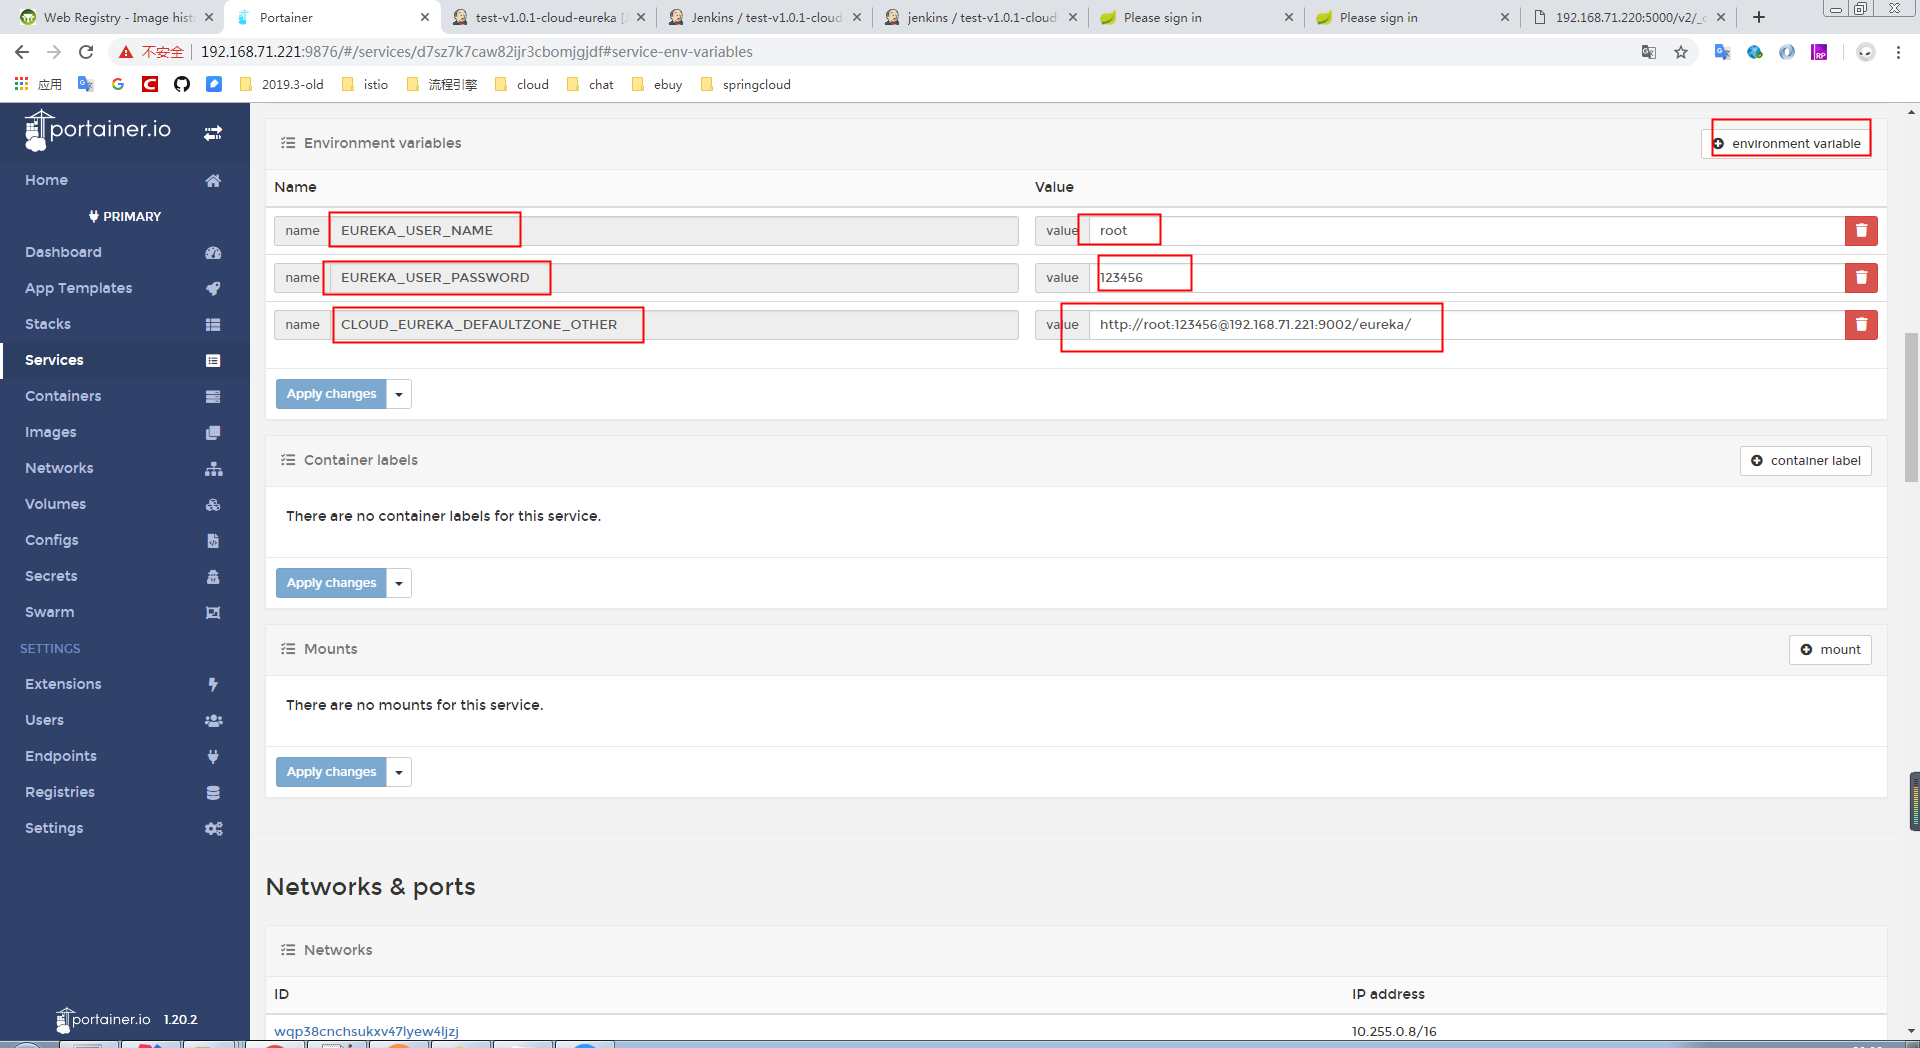 Web Registry - Image hist
Portainer
test-v1.0.1-cloud-eureka [J
Jenkins / test-v1.0.1-cloud
jenkins / test-v1.0.1-cloud-
Please sign in
Please sign in
192.168.71.220:5000/v2/_c
不安全
192.168.71.221:9876/#/services/d7sz7k7caw82ijr3cbomjgjdf#service-env-variables
应用
2019.3-old
istio
流程引擎
cloud
chat
ebuy
springcloud
portainer.io
Home
PRIMARY
Dashboard
App Templates
Stacks
Services
Containers
Images
Networks
Volumes
Configs
Secrets
Swarm
SETTINGS
Extensions
Users
Endpoints
Registries
Settings
portainer.io 1.20.2
Environment variables
environment variable
Name Value
name EUREKA_USER_NAME value root
name EUREKA_USER_PASSWORD value 123456
name CLOUD_EUREKA_DEFAULTZONE_OTHER value http://root:123456@192.168.71.221:9002/eureka/
Apply changes
Container labels
container label
There are no container labels for this service.
Apply changes
Mounts
mount
There are no mounts for this service.
Apply changes
Networks & ports
Networks
ID IP address
wqp38cnchsukxv47lyew4ljzj 10.255.0.8/16